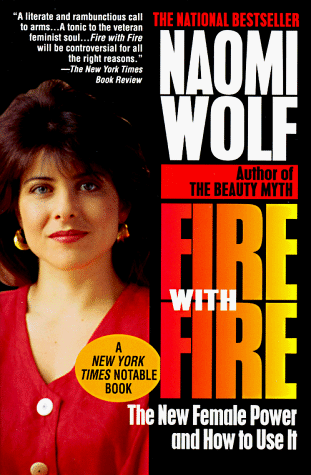 "A literate and rambunctious call
to arms...A tonic to the veteran
feminist soul...Fire with Fire
will be controversial for all
the right reasons."
—The New York Times
Book Review
THE NATIONAL BESTSELLER
NAOMI
WOLF
Author of
THE BEAUTY MYTH
FIRE
WITH
FIRE
A
NEW YORK
TIMES NOTABLE
BOOK
The New Female Power
and How to Use It